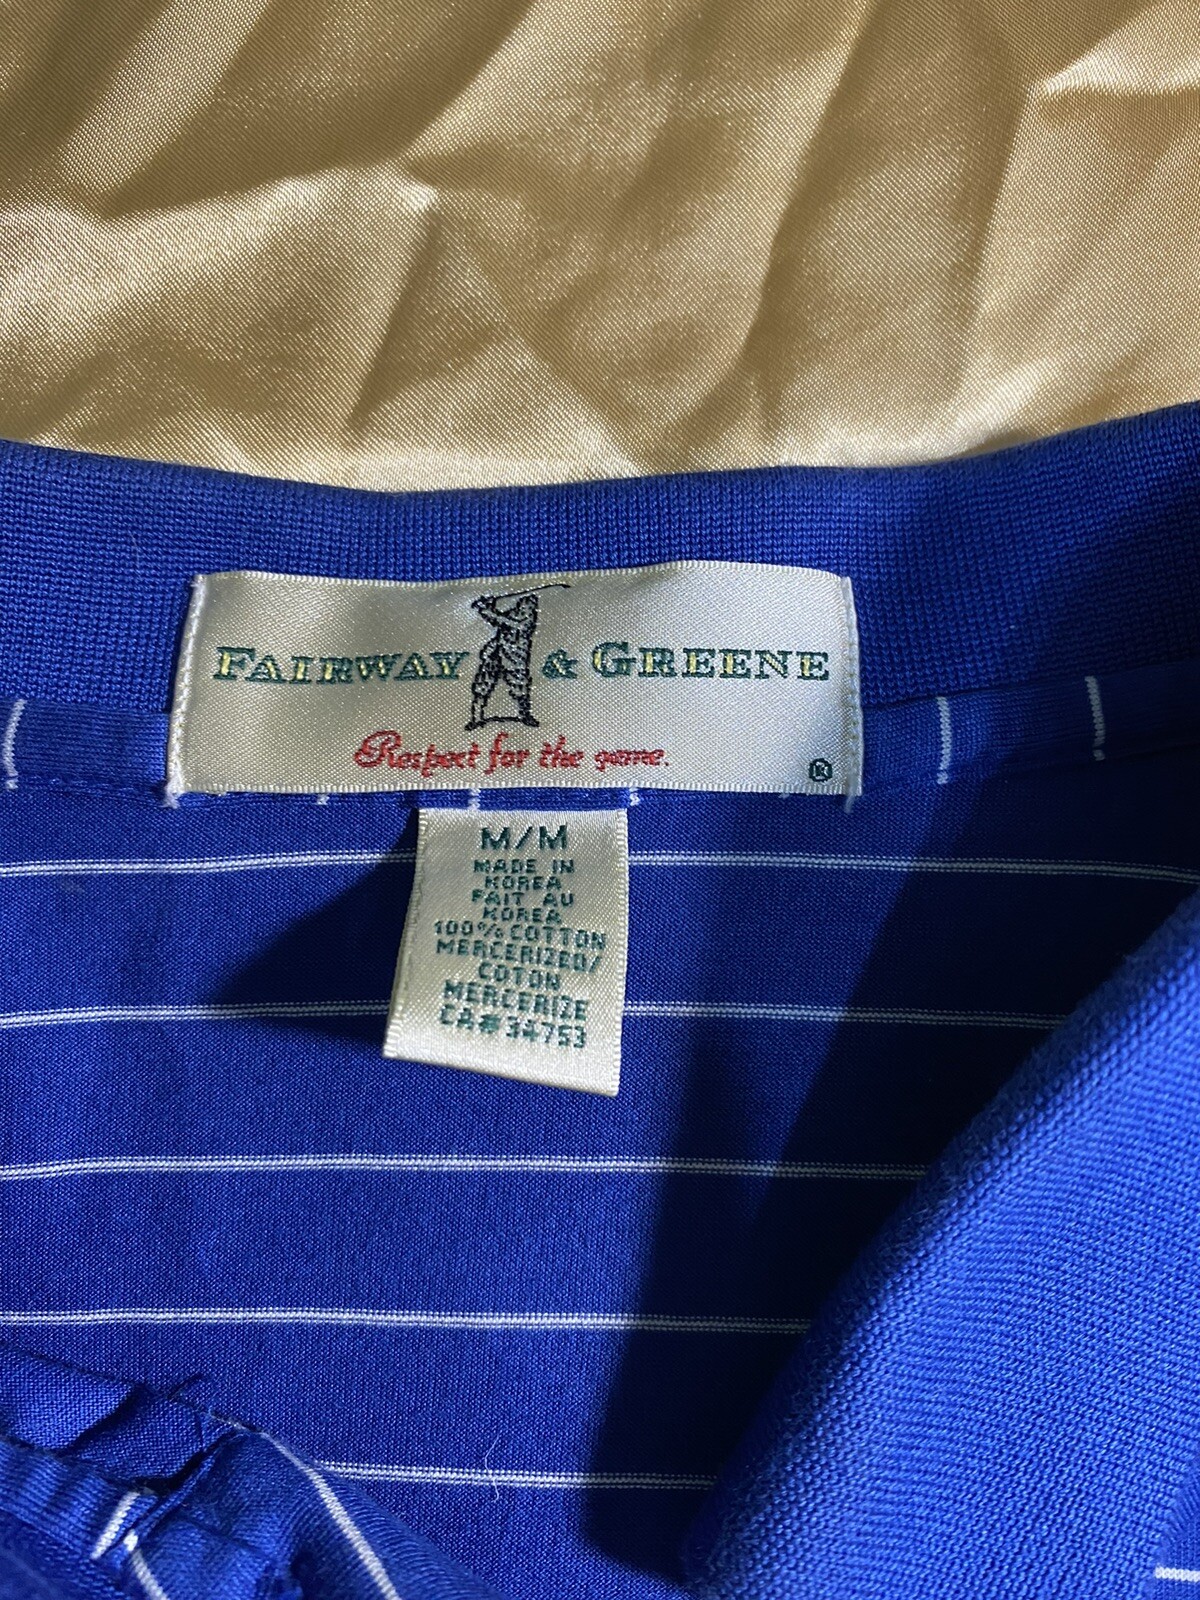 FAIRWAY & GREENE
Respect for the game.
®
M/M
MADE IN
KOREA
FAIT AU
KOREA
100% COTTON
MERCERIZED/
COTON
MERCERIZE
CA# 34753